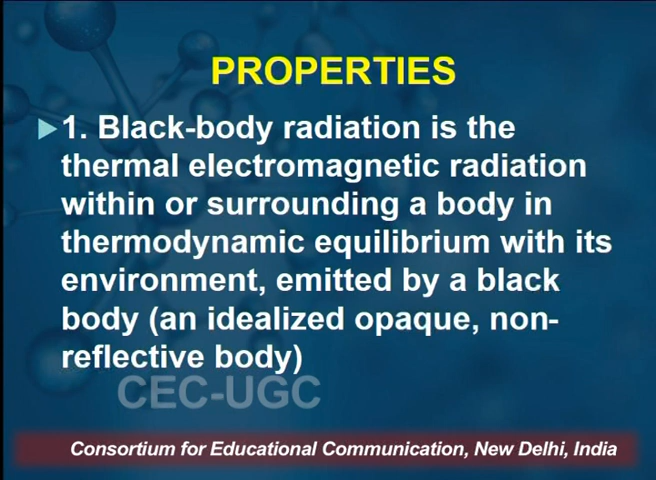 PROPERTIES
1. Black-body radiation is the
thermal electromagnetic radiation
within or surrounding a body in
thermodynamic equilibrium with its
environment, emitted by a black
body (an idealized opaque, non-
reflective body)
CEC-UGC
Consortium for Educational Communication, New Delhi, India